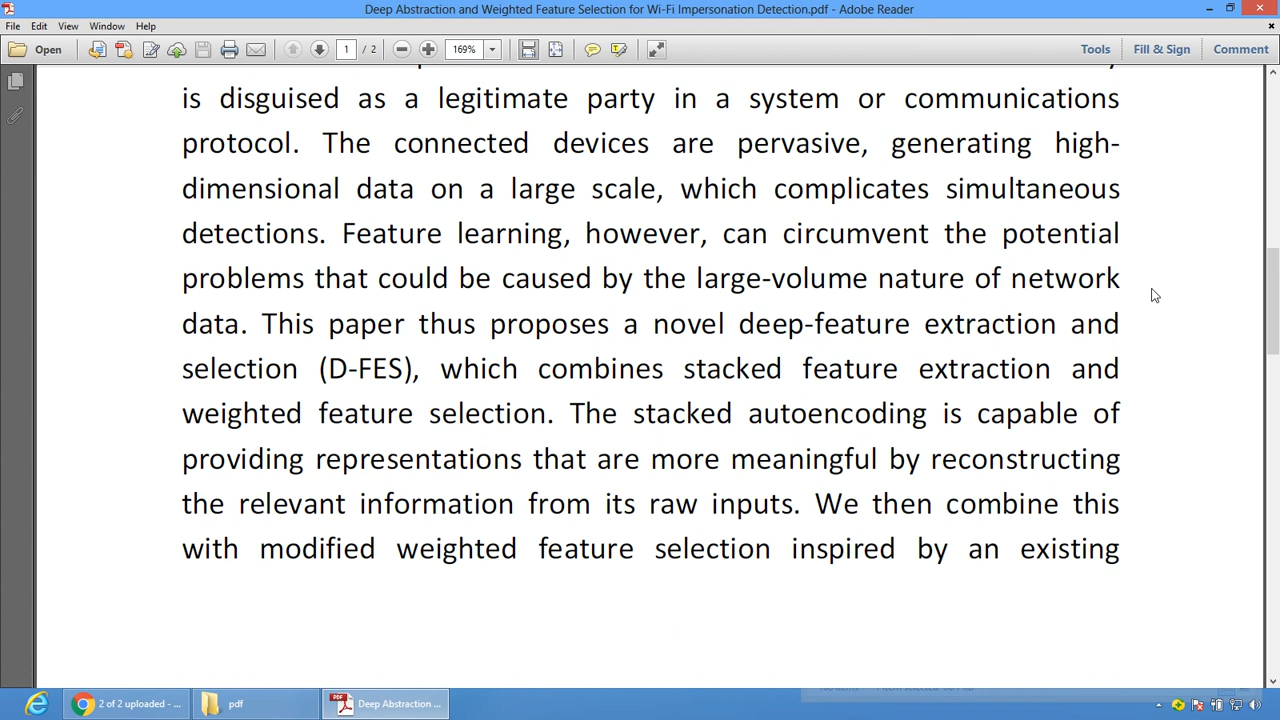 Deep Abstraction and Weighted Feature Selection for Wi-Fi Impersonation Detection.pdf - Adobe Reader
File Edit View Window Help
Open 1 / 2 169% Tools Fill & Sign Comment
is disguised as a legitimate party in a system or communications
protocol. The connected devices are pervasive, generating high-
dimensional data on a large scale, which complicates simultaneous
detections. Feature learning, however, can circumvent the potential
problems that could be caused by the large-volume nature of network
data. This paper thus proposes a novel deep-feature extraction and
selection (D-FES), which combines stacked feature extraction and
weighted feature selection. The stacked autoencoding is capable of
providing representations that are more meaningful by reconstructing
the relevant information from its raw inputs. We then combine this
with modified weighted feature selection inspired by an existing
2 of 2 uploaded - ... pdf Deep Abstraction ...